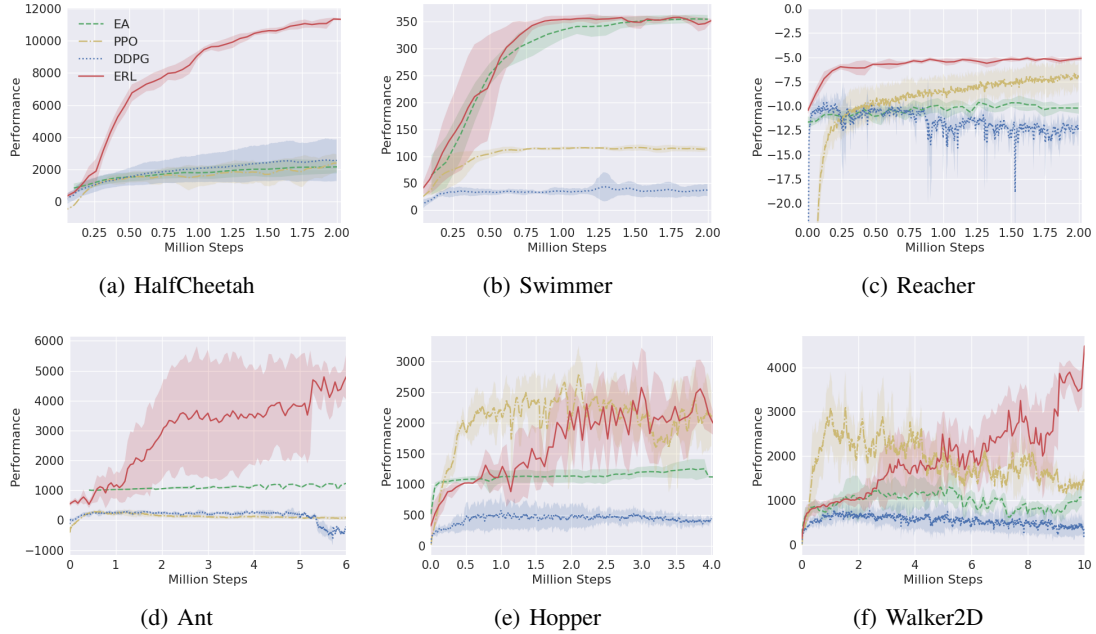 12000
10000
8000
6000
4000
2000
0
Performance
EA
PPO
DDPG
ERL
0.25 0.50 0.75 1.00 1.25 1.50 1.75 2.00
Million Steps
(a) HalfCheetah
350
300
250
200
150
100
50
0
Performance
0.25 0.50 0.75 1.00 1.25 1.50 1.75 2.00
Million Steps
(b) Swimmer
0.0
−2.5
−5.0
−7.5
−10.0
−12.5
−15.0
−17.5
−20.0
Performance
0.00 0.25 0.50 0.75 1.00 1.25 1.50 1.75 2.00
Million Steps
(c) Reacher
6000
5000
4000
3000
2000
1000
0
−1000
Performance
0 1 2 3 4 5 6
Million Steps
(d) Ant
3000
2500
2000
1500
1000
500
0
Performance
0.0 0.5 1.0 1.5 2.0 2.5 3.0 3.5 4.0
Million Steps
(e) Hopper
4000
3000
2000
1000
0
Performance
0 2 4 6 8 10
Million Steps
(f) Walker2D